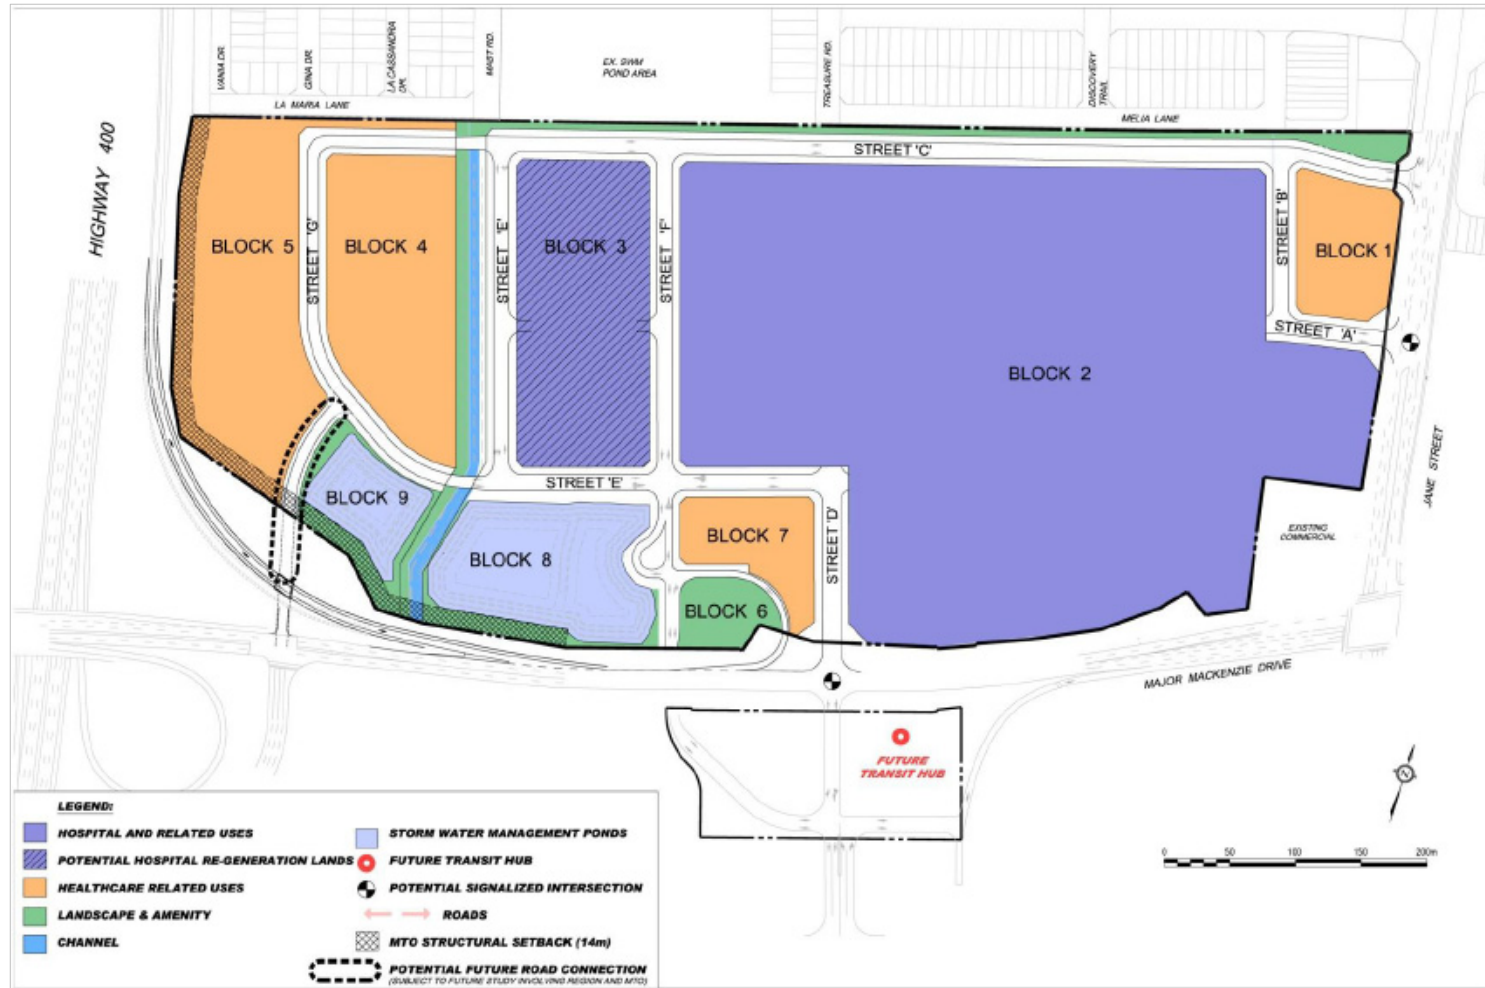 VANIA DR.
GINA DR.
LA CASSANDRA
DR.
MAST RD.
EX. SWM
POND AREA
TREASURE RD.
DISCOVERY
TRAIL
LA MARIA LANE
MELIA LANE
HIGHWAY 400
STREET 'C'
BLOCK 5
STREET 'G'
BLOCK 4
STREET 'E'
BLOCK 3
STREET 'F'
STREET 'B'
BLOCK 1
STREET 'A'
BLOCK 2
JANE STREET
BLOCK 9
STREET 'E'
BLOCK 8
BLOCK 7
STREET 'D'
EXISTING
COMMERCIAL
BLOCK 6
MAJOR MACKENZIE DRIVE
FUTURE
TRANSIT HUB
N
0 50 100 150 200m
LEGEND:
HOSPITAL AND RELATED USES
POTENTIAL HOSPITAL RE-GENERATION LANDS
HEALTHCARE RELATED USES
LANDSCAPE & AMENITY
CHANNEL
STORM WATER MANAGEMENT PONDS
FUTURE TRANSIT HUB
POTENTIAL SIGNALIZED INTERSECTION
ROADS
MTO STRUCTURAL SETBACK (14m)
POTENTIAL FUTURE ROAD CONNECTION
(SUBJECT TO FUTURE STUDY INVOLVING REGION AND MTO)